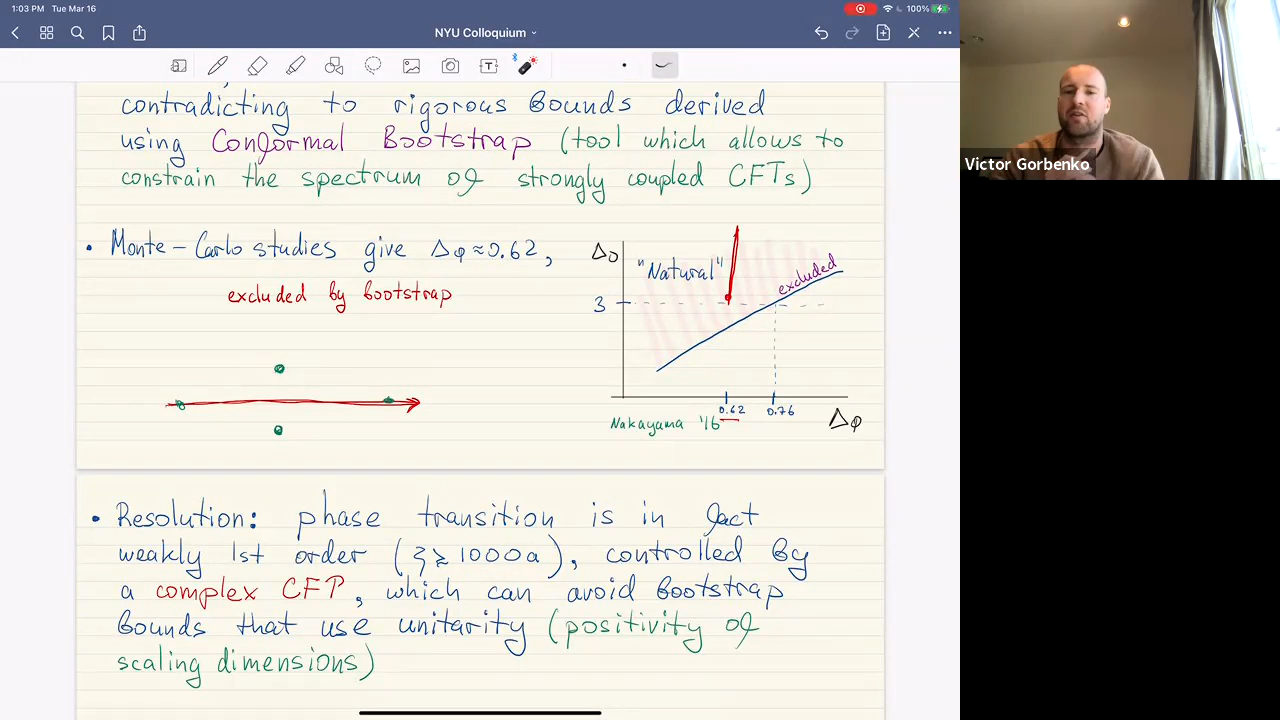 1:03 PM Tue Mar 16
100%
NYU Colloquium
contradicting to rigorous bounds derived
using Conformal Bootstrap (tool which allows to
constrain the spectrum of strongly coupled CFTs)
• Monte-Carlo studies give Δφ≈0.62,
excluded by bootstrap
"Natural"
excluded
3
0.62
0.76
Nakayama '16
Δφ
• Resolution: phase transition is in fact
weakly 1st order (ξ≳1000a), controlled by
a complex CFT, which can avoid bootstrap
bounds that use unitarity (positivity of
scaling dimensions)
Victor Gorbenko